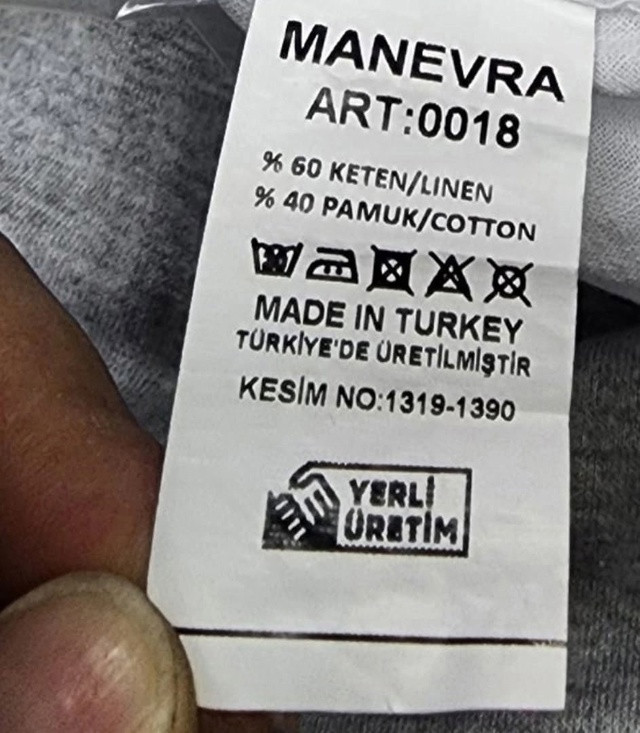 MANEVRA
ART:0018
% 60 KETEN/LINEN
% 40 PAMUK/COTTON
MADE IN TURKEY
TÜRKİYE'DE ÜRETİLMİŞTİR
KESİM NO:1319-1390
YERLİ
ÜRETİM